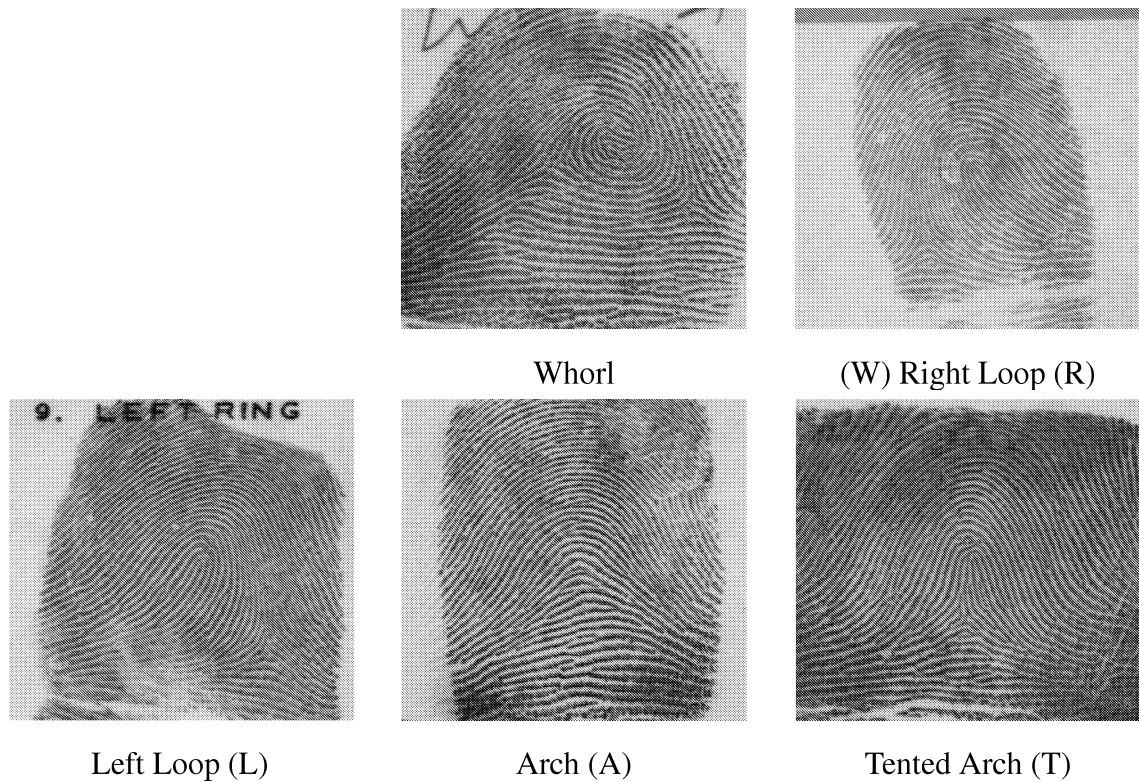 W
Whorl
(W) Right Loop (R)
9. LEFT RING
Left Loop (L)
Arch (A)
Tented Arch (T)